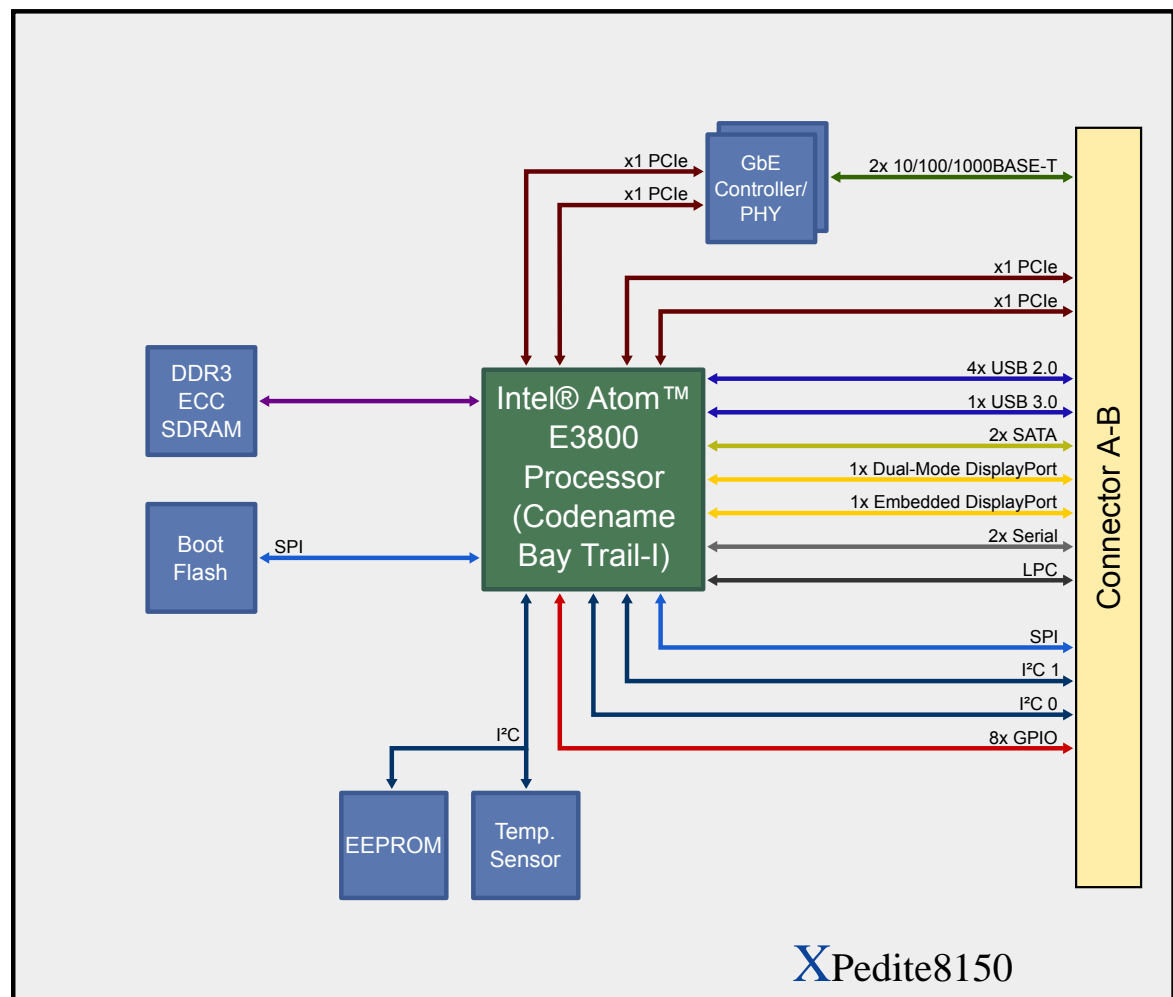 x1 PCIe
x1 PCIe
GbE
Controller/
PHY
2x 10/100/1000BASE-T
x1 PCIe
x1 PCIe
DDR3
ECC
SDRAM
Intel® Atom™
E3800
Processor
(Codename
Bay Trail-I)
4x USB 2.0
1x USB 3.0
2x SATA
1x Dual-Mode DisplayPort
1x Embedded DisplayPort
2x Serial
LPC
Connector A-B
Boot
Flash
SPI
SPI
I²C 1
I²C 0
8x GPIO
I²C
EEPROM
Temp.
Sensor
XPedite8150